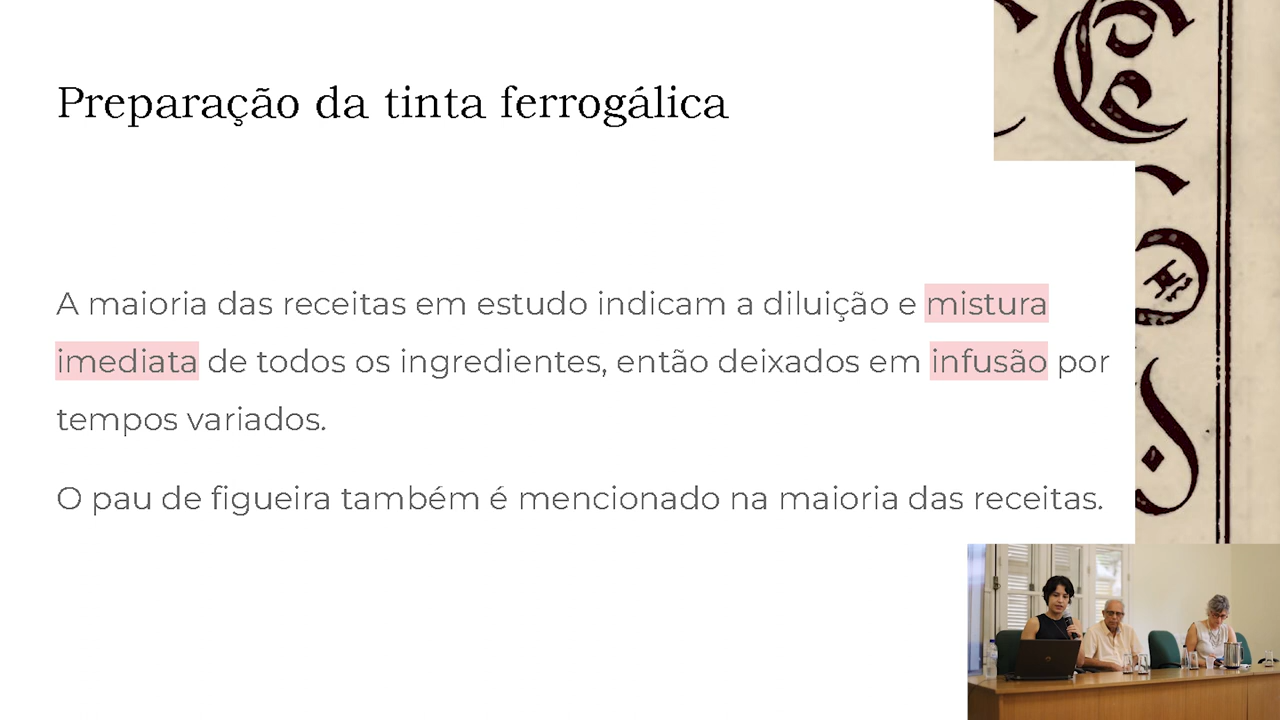 Preparação da tinta ferrogálica
A maioria das receitas em estudo indicam a diluição e mistura
imediata de todos os ingredientes, então deixados em infusão por
tempos variados.
O pau de figueira também é mencionado na maioria das receitas.